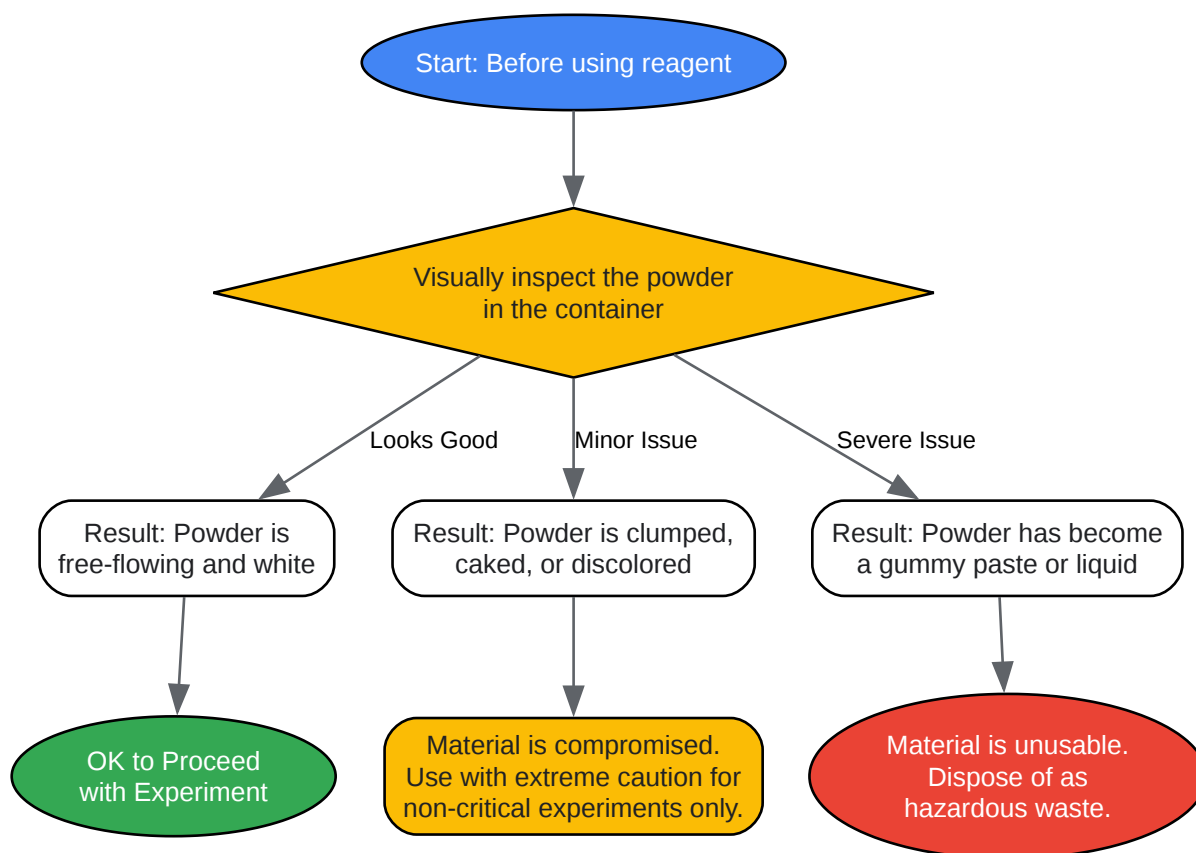 Start: Before using reagent
Visually inspect the powder
in the container
Looks Good
Minor Issue
Severe Issue
Result: Powder is
free-flowing and white
Result: Powder is clumped,
caked, or discolored
Result: Powder has become
a gummy paste or liquid
OK to Proceed
with Experiment
Material is compromised.
Use with extreme caution for
non-critical experiments only.
Material is unusable.
Dispose of as
hazardous waste.